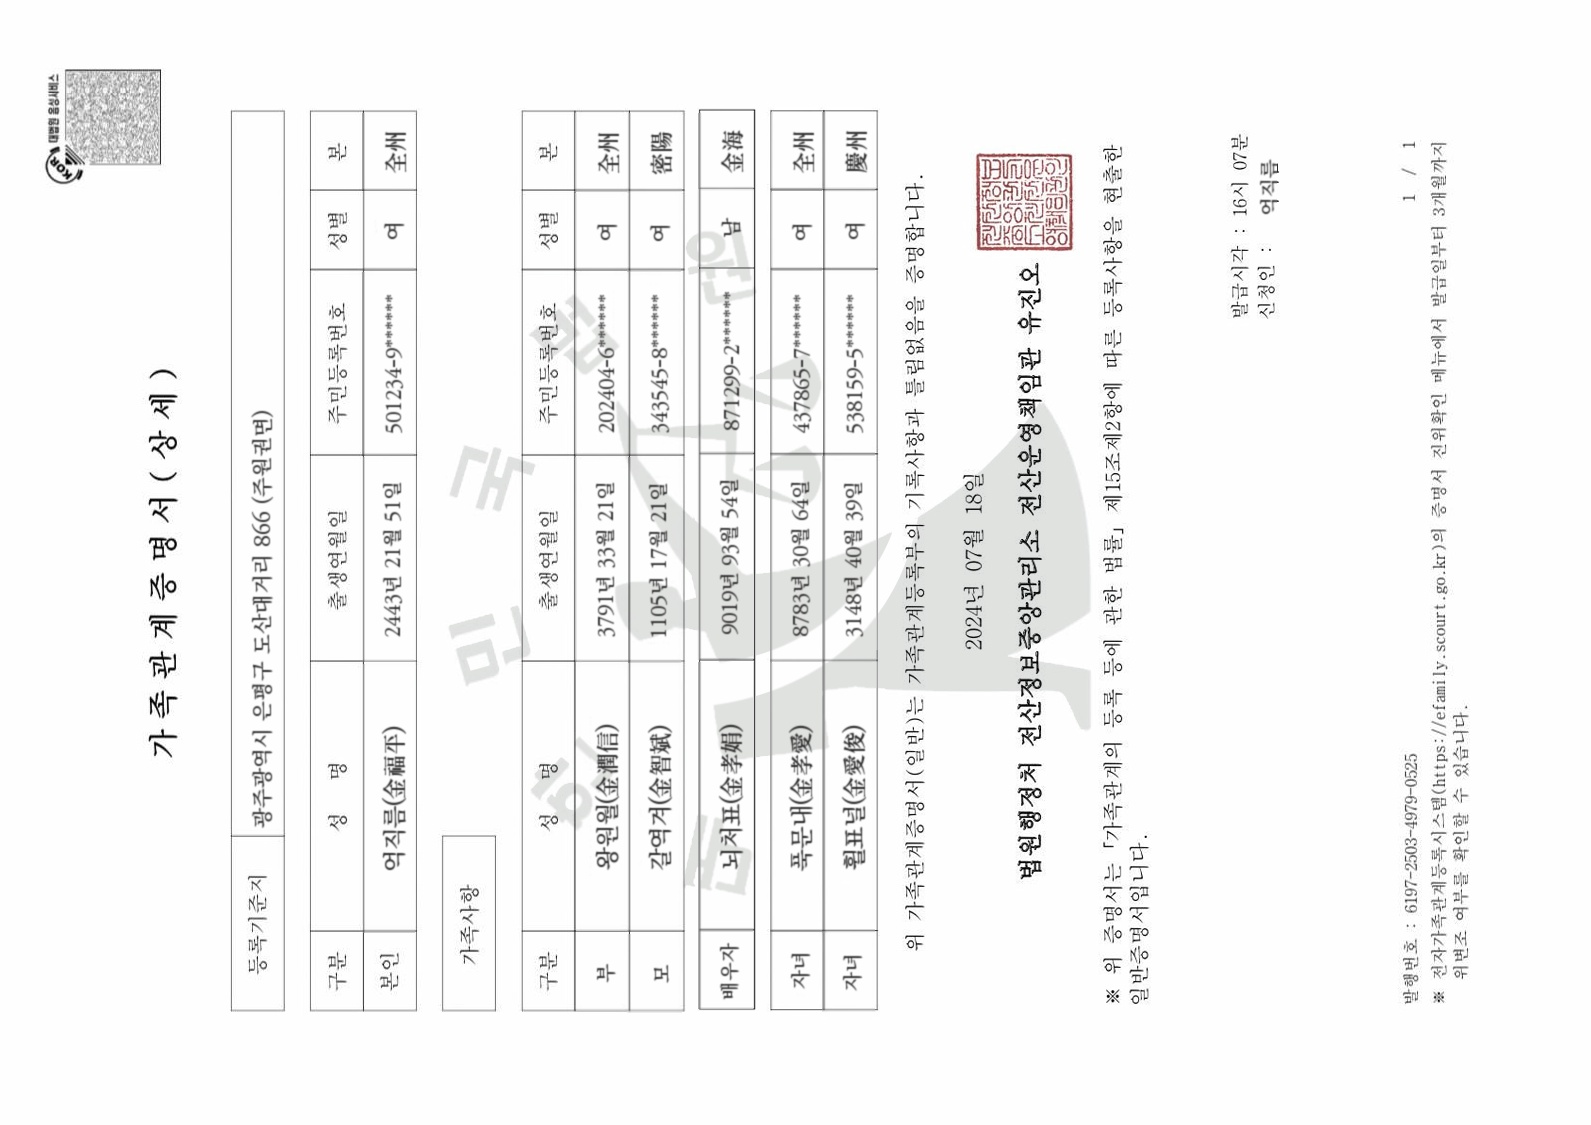 대법원 음성서비스
KOR
가족관계증명서(상세)
등록기준지 광주광역시 은평구 도산대거리 866 (주원권면)
구분 성 명 출생연월일 주민등록번호 성별 본
본인 억직름(金福平) 2443년 21월 51일 501234-9****** 여 全州
가족사항
구분 성 명 출생연월일 주민등록번호 성별 본
부 왕원월(金潤信) 3791년 33월 21일 202404-6****** 여 全州
모 갈역겨(金智斌) 1105년 17월 21일 343545-8****** 여 密陽
배우자 뇌처표(金孝娟) 9019년 93월 54일 871299-2****** 남 金海
자녀 푹문내(金孝愛) 8783년 30월 64일 437865-7****** 여 全州
자녀 횔표널(金愛俊) 3148년 40월 39일 538159-5****** 여 慶州
위 가족관계증명서(일반)는 가족관계등록부의 기록사항과 틀림없음을 증명합니다.
2024년 07월 18일
법원행정처 전산정보중앙관리소 전산운영책임관 유진오
※ 위 증명서는 「가족관계의 등록 등에 관한 법률」 제15조제2항에 따른 등록사항을 현출한
일반증명서입니다.
발급시각 : 16시 07분
신청인 : 억직름
발행번호 : 6197-2503-4979-0525 1 / 1
※ 전자가족관계등록시스템(https://efamily.scourt.go.kr)의 증명서 진위확인 메뉴에서 발급일부터 3개월까지
위변조 여부를 확인할 수 있습니다.